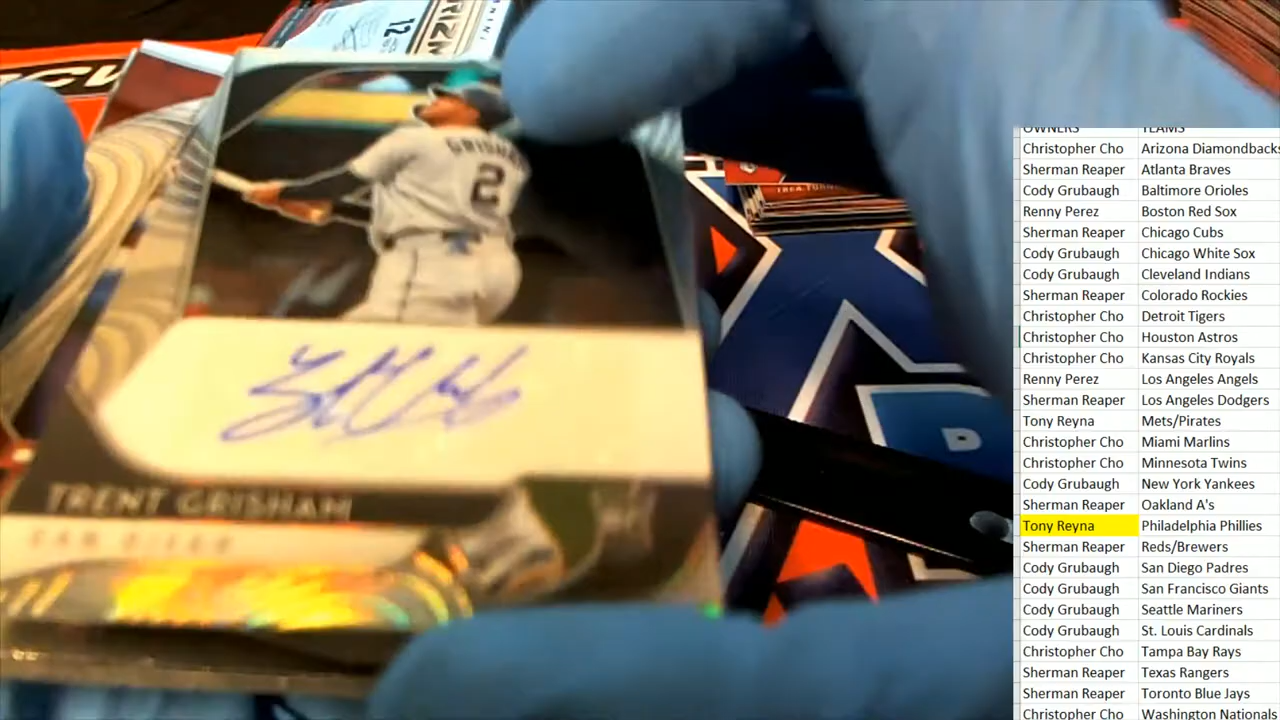 12
PRIZM
PANINI
GRISHAM
2
TREA TURN
TRENT GRISHAM
SAN DIEGO
OWNERS TEAMS
Christopher Cho Arizona Diamondbacks
Sherman Reaper Atlanta Braves
Cody Grubaugh Baltimore Orioles
Renny Perez Boston Red Sox
Sherman Reaper Chicago Cubs
Cody Grubaugh Chicago White Sox
Cody Grubaugh Cleveland Indians
Sherman Reaper Colorado Rockies
Christopher Cho Detroit Tigers
Christopher Cho Houston Astros
Christopher Cho Kansas City Royals
Renny Perez Los Angeles Angels
Sherman Reaper Los Angeles Dodgers
Tony Reyna Mets/Pirates
Christopher Cho Miami Marlins
Christopher Cho Minnesota Twins
Cody Grubaugh New York Yankees
Sherman Reaper Oakland A's
Tony Reyna Philadelphia Phillies
Sherman Reaper Reds/Brewers
Cody Grubaugh San Diego Padres
Cody Grubaugh San Francisco Giants
Cody Grubaugh Seattle Mariners
Cody Grubaugh St. Louis Cardinals
Christopher Cho Tampa Bay Rays
Sherman Reaper Texas Rangers
Sherman Reaper Toronto Blue Jays
Christopher Cho Washington Nationals